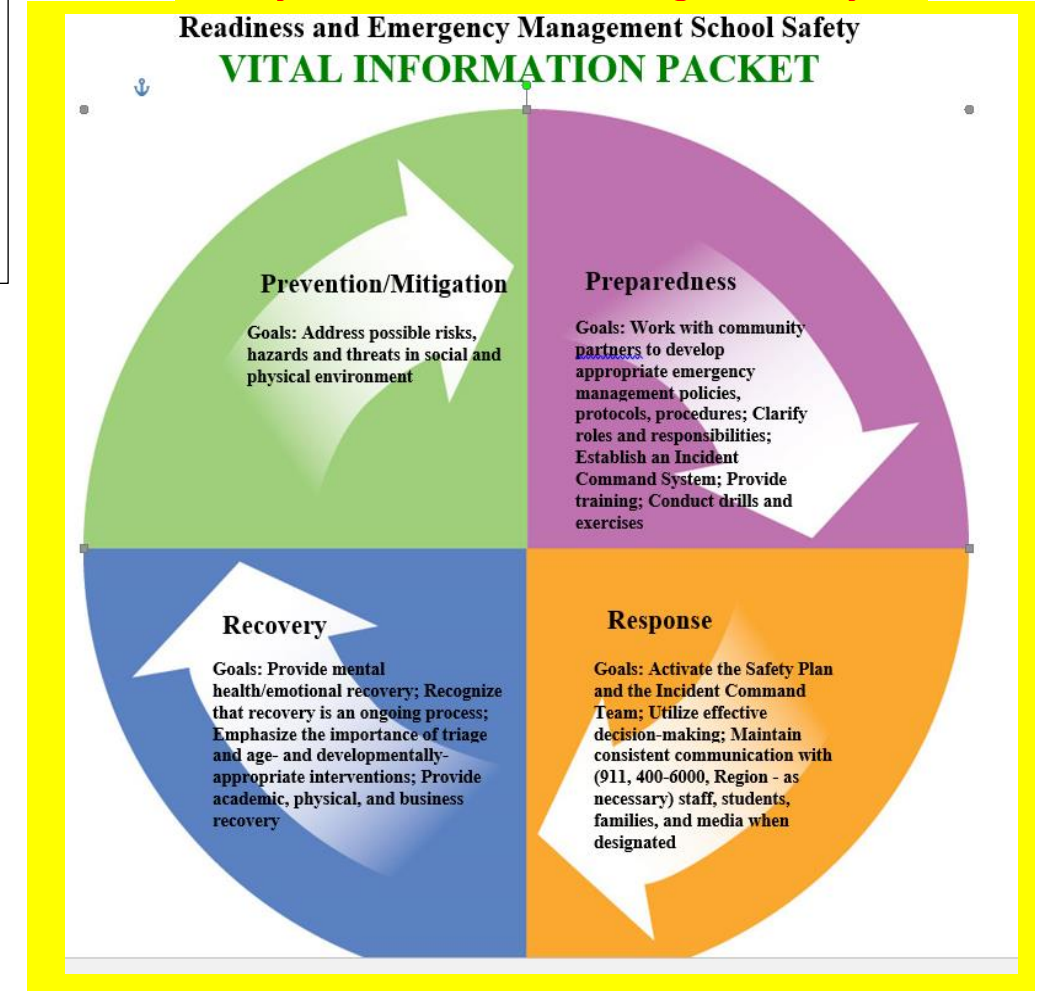 Readiness and Emergency Management School Safety
VITAL INFORMATION PACKET
Prevention/Mitigation
Goals: Address possible risks,
hazards and threats in social and
physical environment
Preparedness
Goals: Work with community
partners to develop
appropriate emergency
management policies,
protocols, procedures; Clarify
roles and responsibilities;
Establish an Incident
Command System; Provide
training; Conduct drills and
exercises
Recovery
Goals: Provide mental
health/emotional recovery; Recognize
that recovery is an ongoing process;
Emphasize the importance of triage
and age- and developmentally-
appropriate interventions; Provide
academic, physical, and business
recovery
Response
Goals: Activate the Safety Plan
and the Incident Command
Team; Utilize effective
decision-making; Maintain
consistent communication with
(911, 400-6000, Region - as
necessary) staff, students,
families, and media when
designated